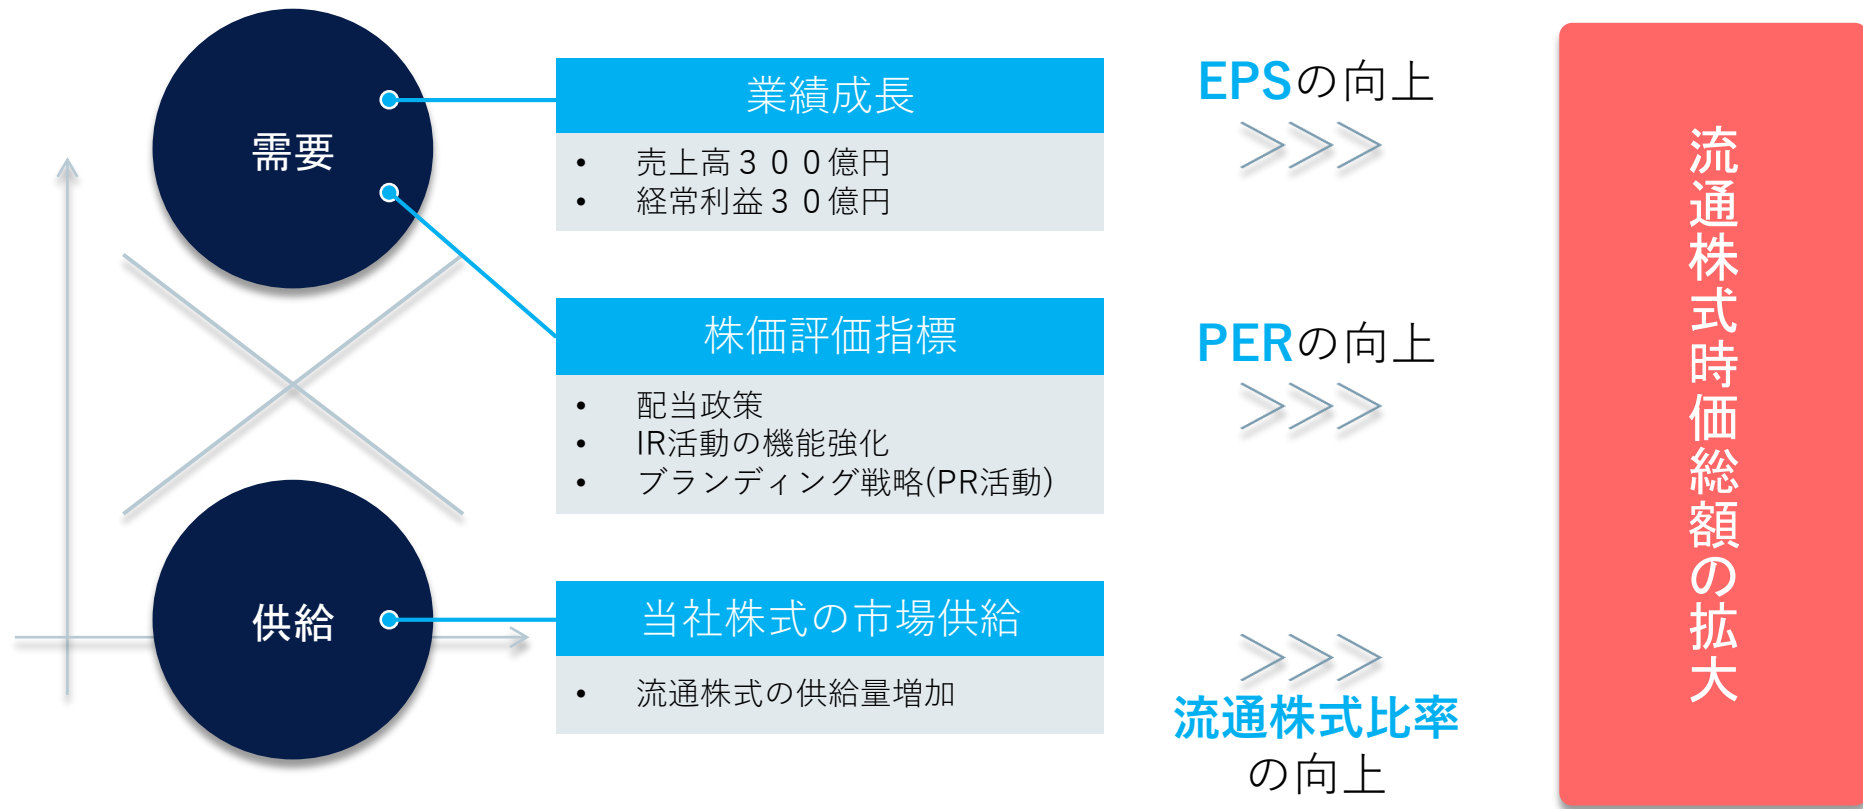 需要
業績成長
• 売上高３００億円
• 経常利益３０億円
EPSの向上
株価評価指標
• 配当政策
• IR活動の機能強化
• ブランディング戦略(PR活動)
PERの向上
供給
当社株式の市場供給
• 流通株式の供給量増加
流通株式比率
の向上
流通株式時価総額の拡大